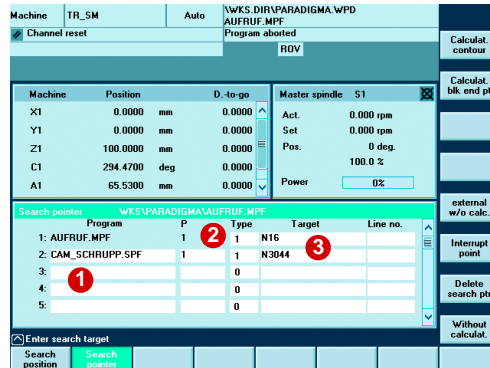 Machine TR_SM Auto \WKS.DIR\PARADIGMA.WPD
AUFRUF.MPF
Channel reset Program aborted
ROV
Calculat.
contour
Calculat.
blk end pt
Machine Position D.-to-go Master spindle S1
X1 0.0000 mm 0.0000 Act. 0.000 rpm
Y1 0.0000 mm 0.0000 Set 0.000 rpm
Z1 100.0000 mm 0.0000 Pos. 0 deg.
100.0 %
C1 294.4700 deg 0.0000
A1 65.5300 mm 0.0000 Power 0%
external
w/o calc.
Search pointer WKS\PARADIGMA\AUFRUF.MPF
Program P Type Target Line no.
1: AUFRUF.MPF 1 1 N16
2: CAM_SCHRUPP.SPF 1 1 N3044
3: 0
4: 0
5: 0
1
2
3
Interrupt
point
Delete
search ptr
Without
calculat.
Enter search target
Search
position
Search
pointer